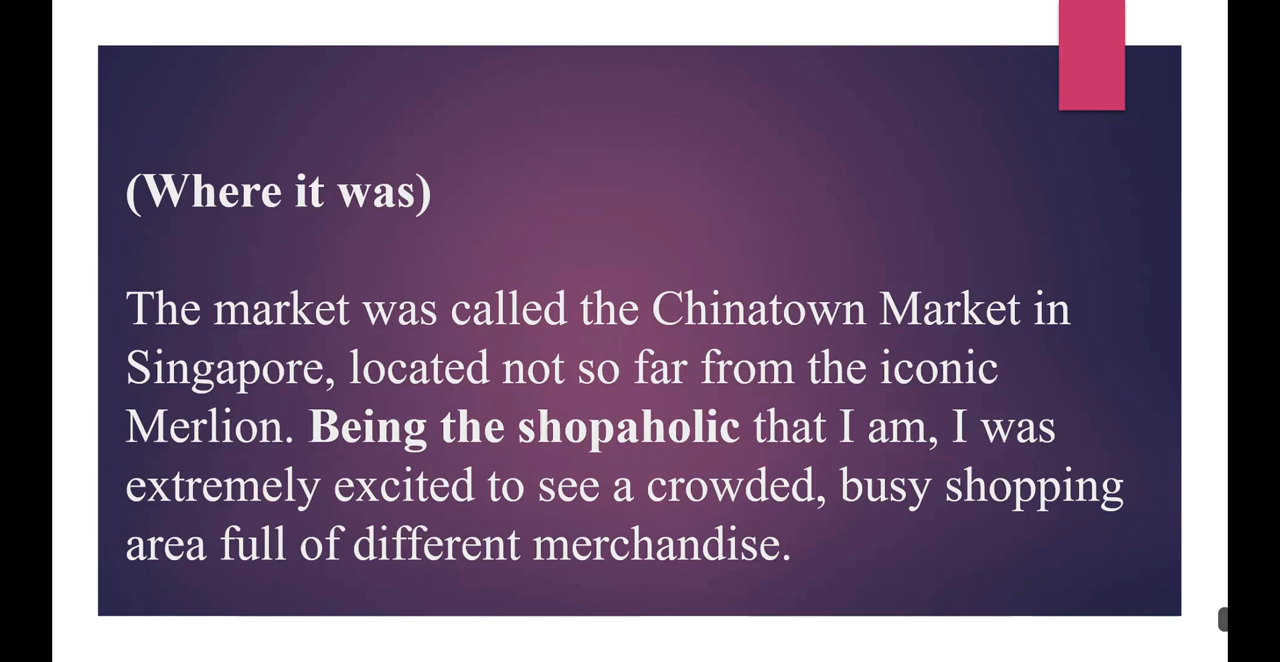 (Where it was)
The market was called the Chinatown Market in
Singapore, located not so far from the iconic
Merlion. Being the shopaholic that I am, I was
extremely excited to see a crowded, busy shopping
area full of different merchandise.